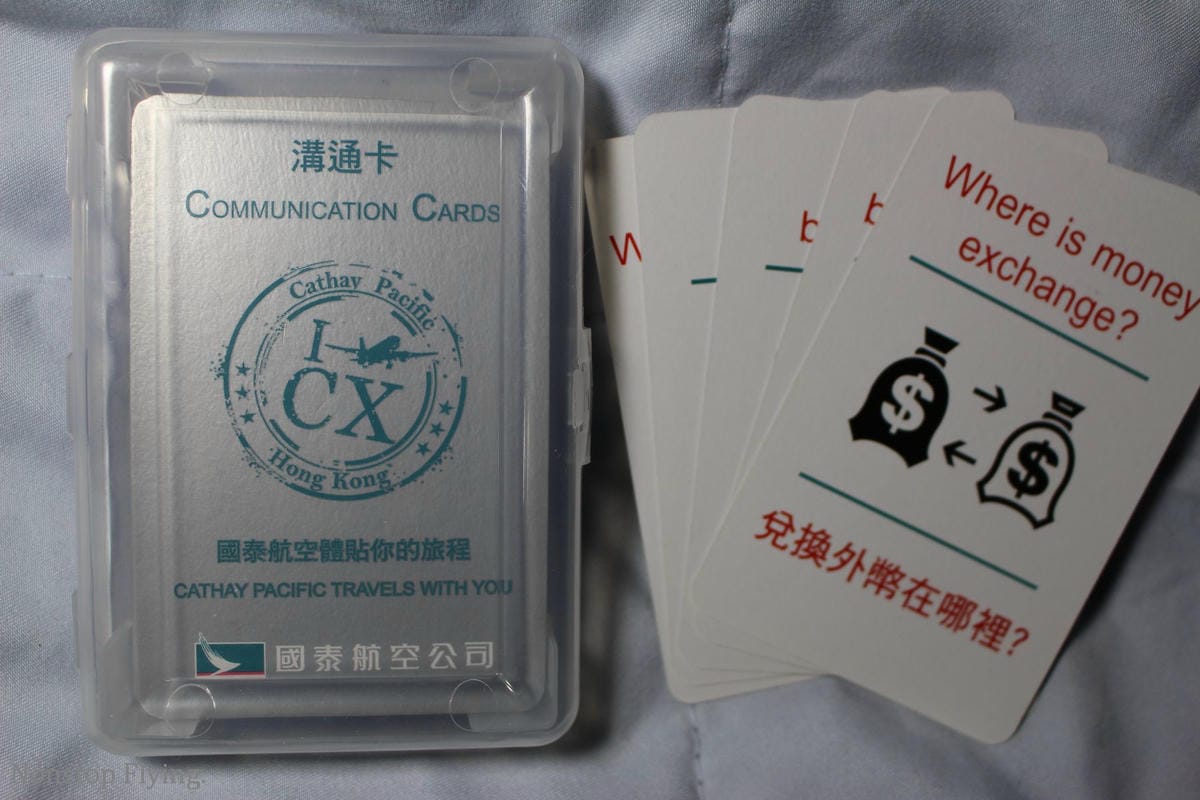 溝通卡
COMMUNICATION CARDS
Cathay Pacific
I
CX
Hong Kong
國泰航空體貼你的旅程
CATHAY PACIFIC TRAVELS WITH YOU
國泰航空公司
W
b
b
Where is money
exchange?
$
$
兌換外幣在哪裡?
Nonstop Flying.